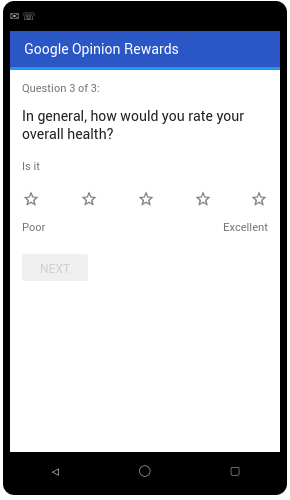 Google Opinion Rewards
Question 3 of 3:
In general, how would you rate your
overall health?
Is it
Poor Excellent
NEXT